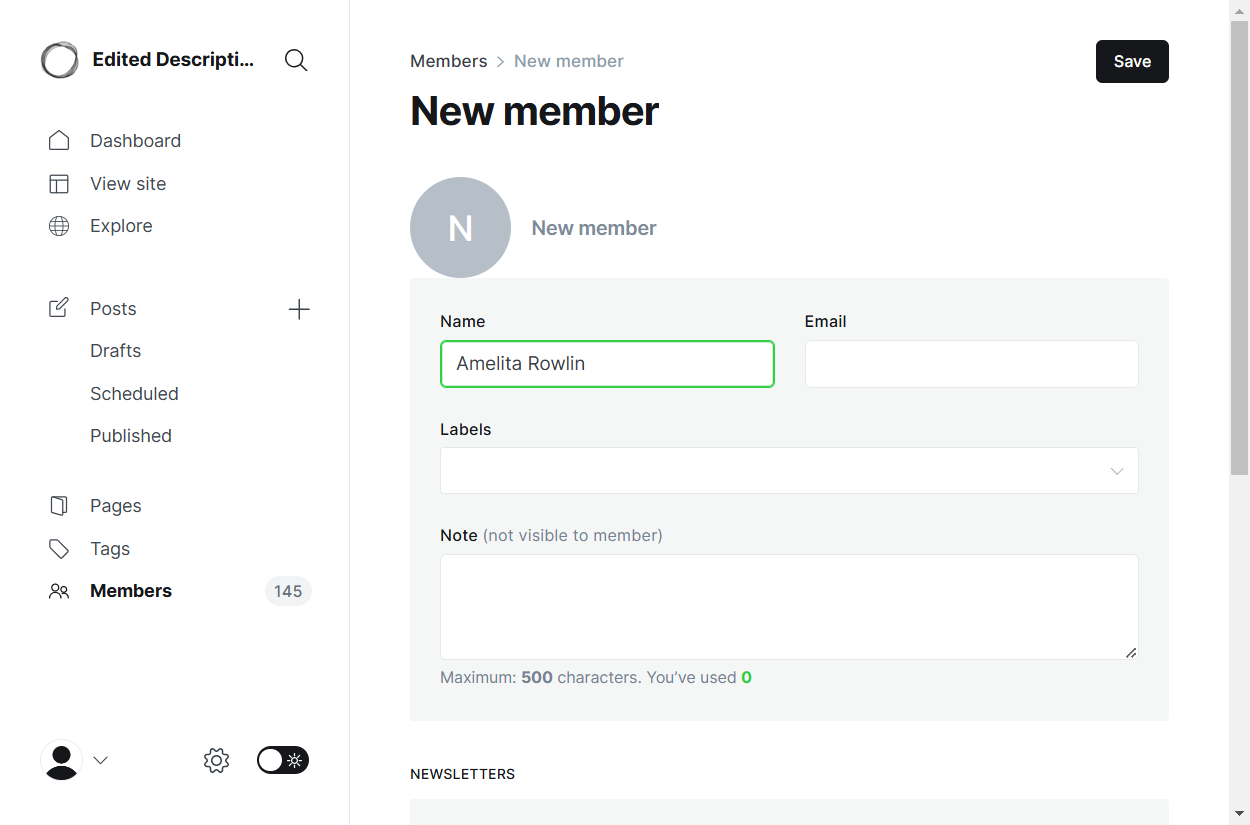 Edited Descripti...
Dashboard
View site
Explore
Posts
Drafts
Scheduled
Published
Pages
Tags
Members 145
Members > New member
Save
New member
N New member
Name Email
Amelita Rowlin
Labels
Note (not visible to member)
Maximum: 500 characters. You’ve used 0
NEWSLETTERS